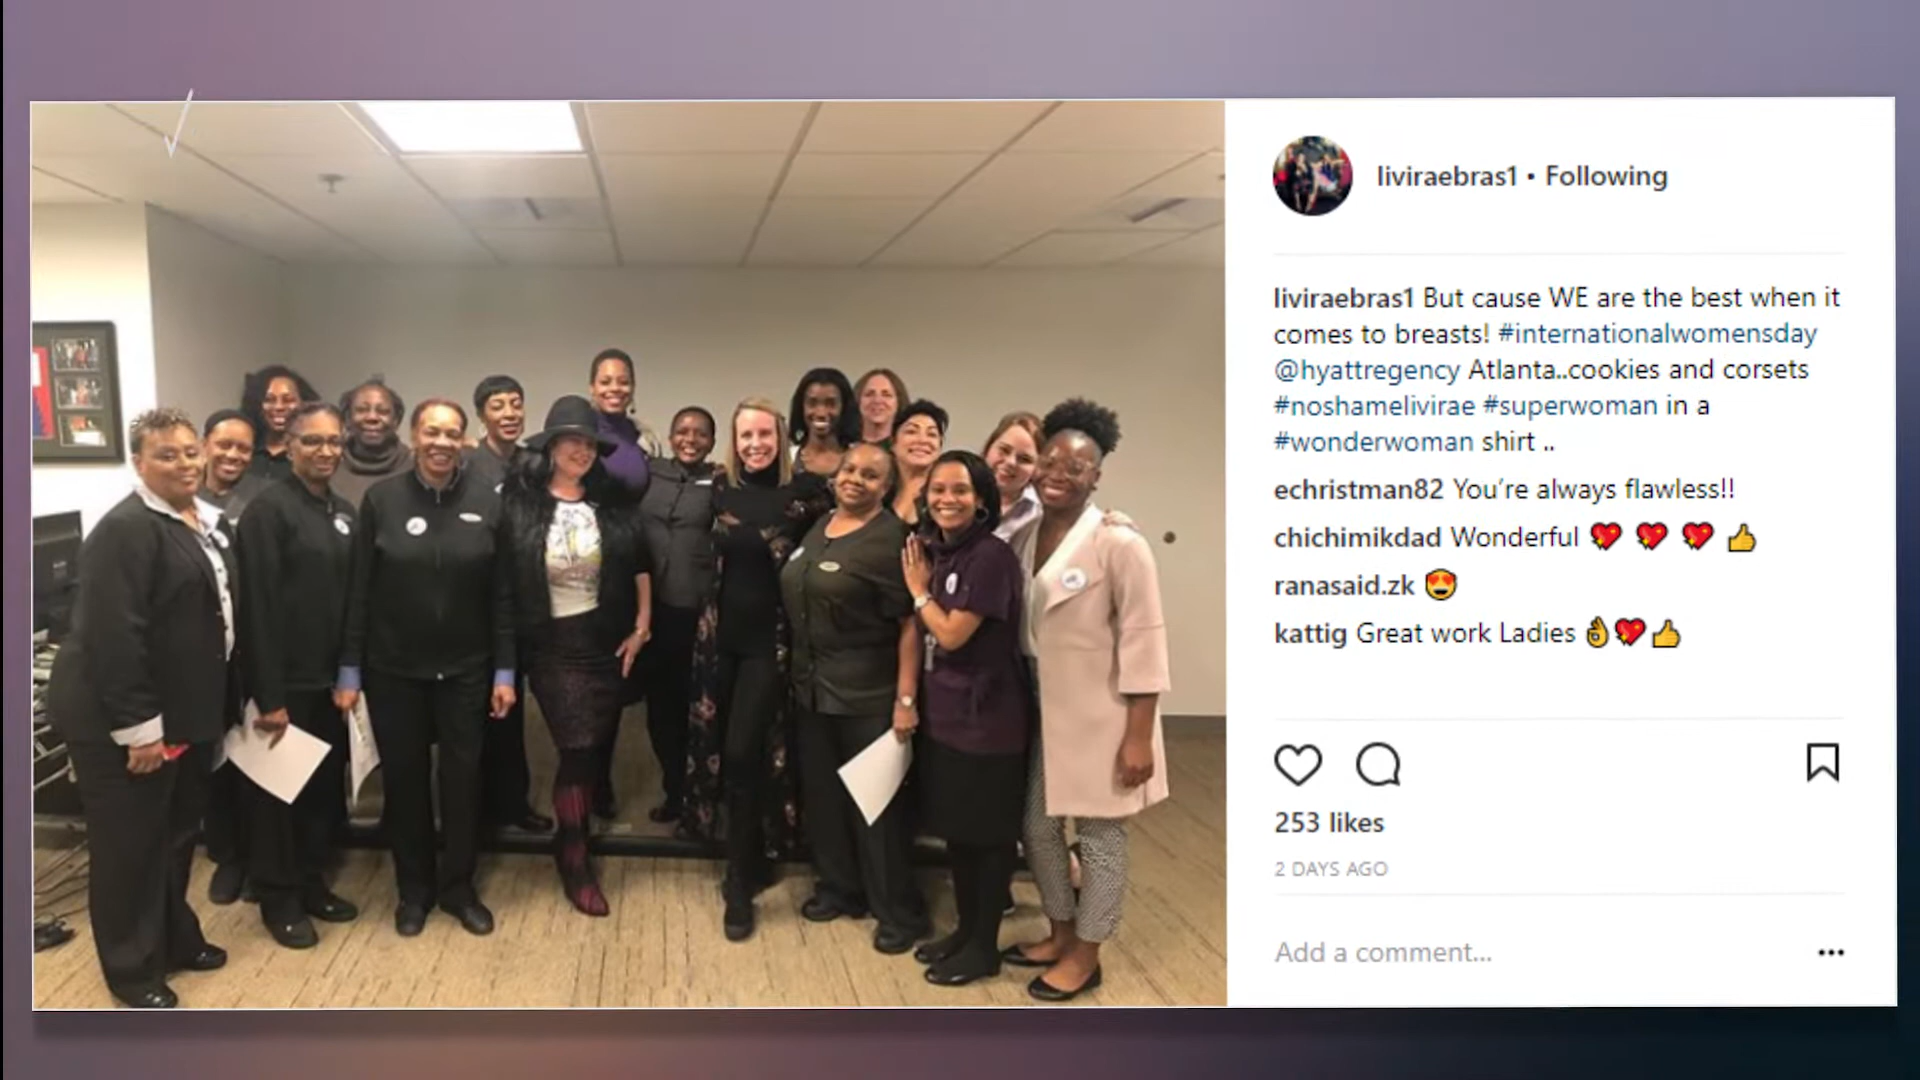 liviraebras1 • Following
liviraebras1 But cause WE are the best when it
comes to breasts! #internationalwomensday
@hyattregency Atlanta..cookies and corsets
#noshamelivirae #superwoman in a
#wonderwoman shirt ..
echristman82 You're always flawless!!
chichimikdad Wonderful 💖 💖 💖 👍
ranasaid.zk 😍
kattig Great work Ladies 👌💖👍
253 likes
2 DAYS AGO
Add a comment...